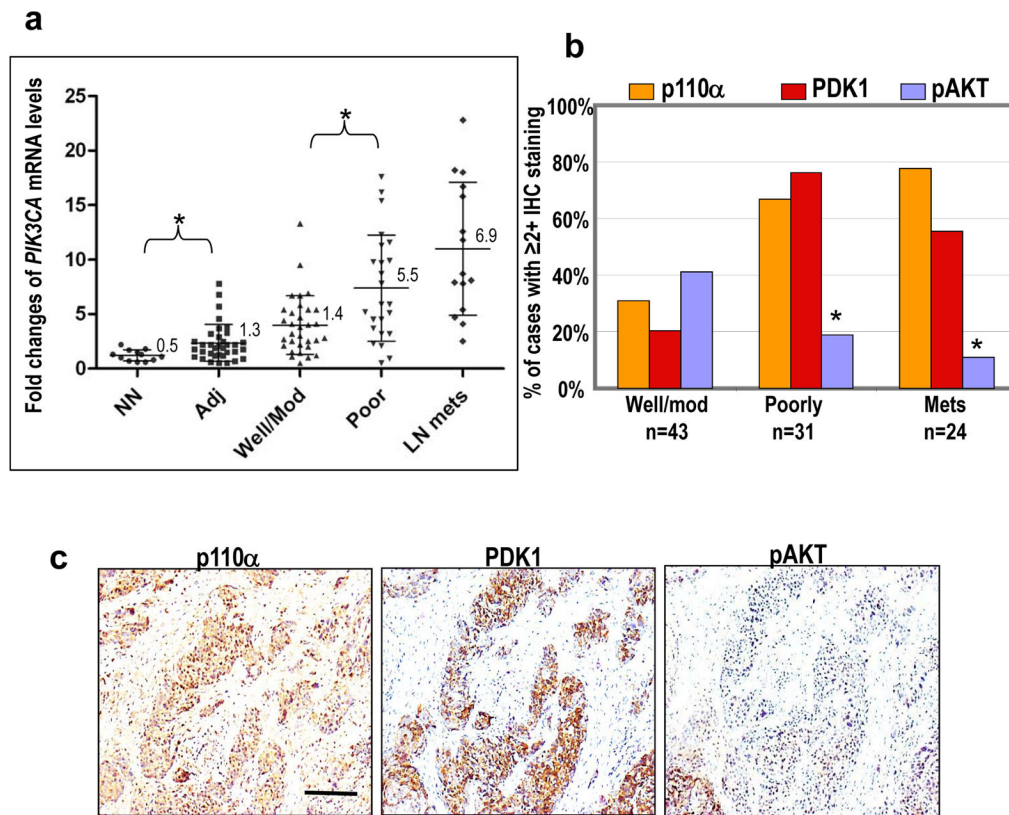 a
Fold changes of PIK3CA mRNA levels
25
20
15
10
5
0
*
*
0.5
1.3
1.4
5.5
6.9
NN
Adj
Well/Mod
Poor
LN mets
b
p110α
PDK1
pAKT
% of cases with ≥2+ IHC staining
100%
80%
60%
40%
20%
0%
*
*
Well/mod
n=43
Poorly
n=31
Mets
n=24
c
p110α
PDK1
pAKT